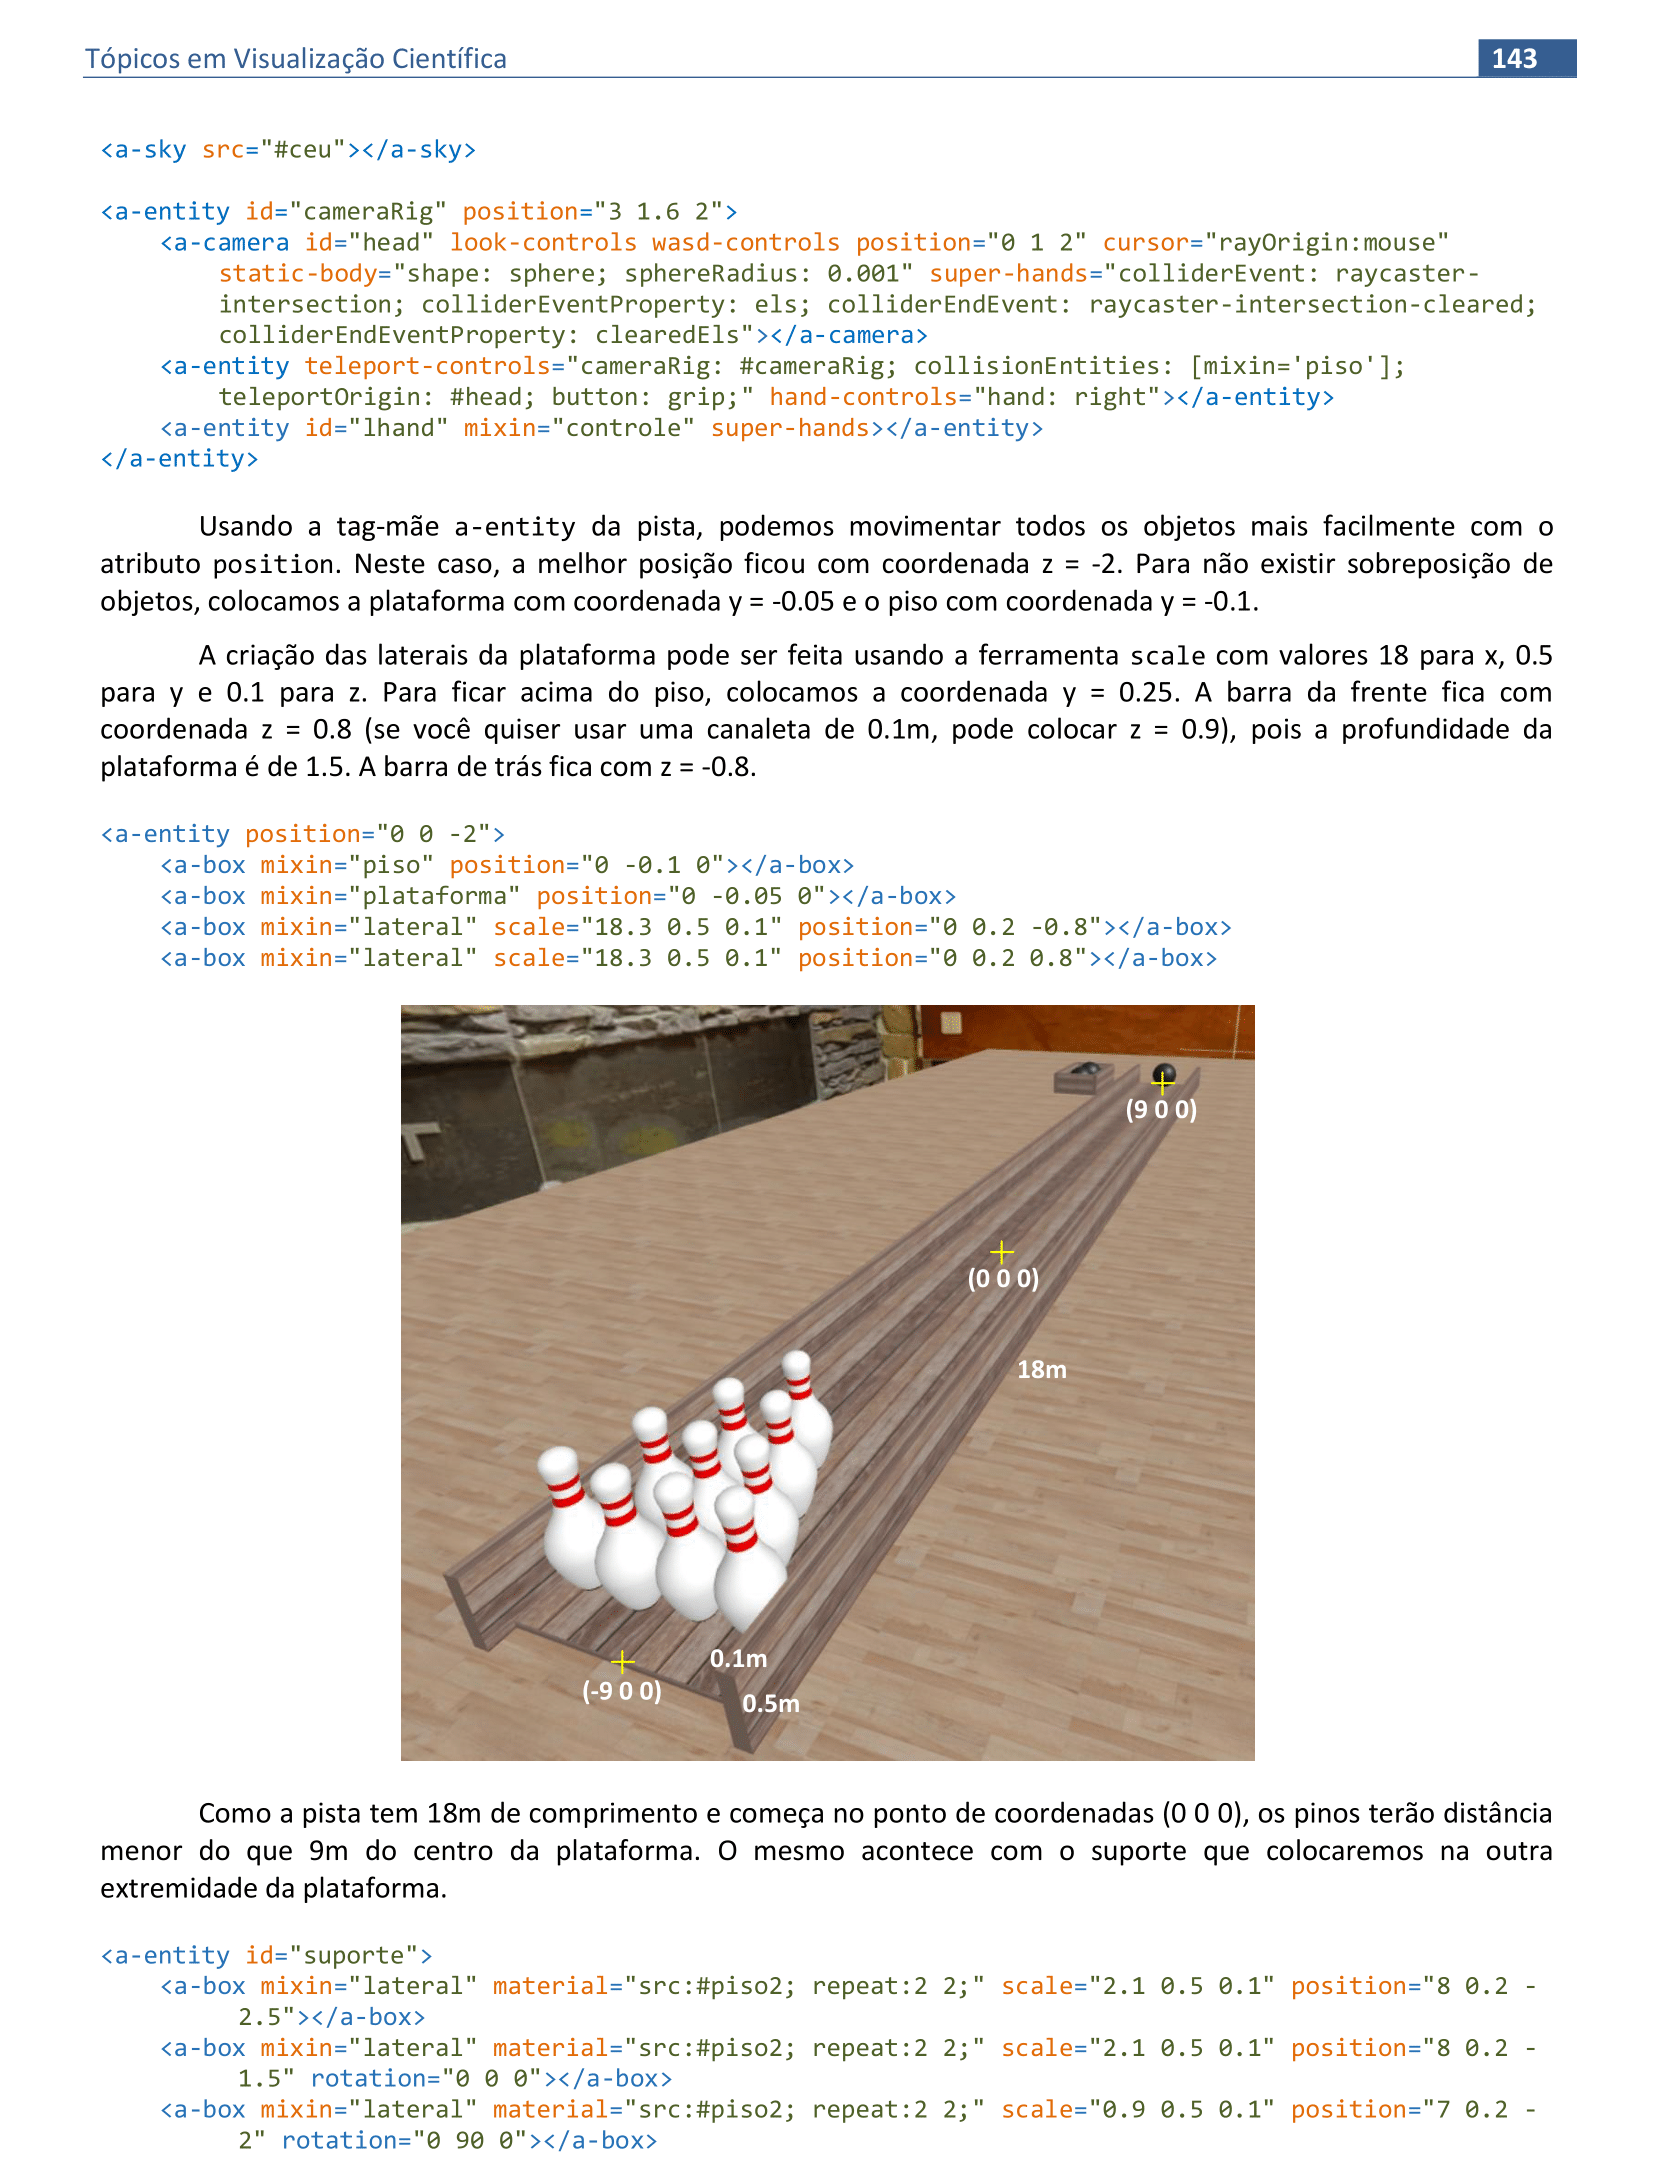 Tópicos em Visualização Científica
143
<a-sky src="#ceu"></a-sky>
<a-entity id="cameraRig" position="3 1.6 2">
<a-camera id="head" look-controls wasd-controls position="0 1 2" cursor="rayOrigin:mouse"
static-body="shape: sphere; sphereRadius: 0.001" super-hands="colliderEvent: raycaster-
intersection; colliderEventProperty: els; colliderEndEvent: raycaster-intersection-cleared;
colliderEndEventProperty: clearedEls"></a-camera>
<a-entity teleport-controls="cameraRig: #cameraRig; collisionEntities: [mixin='piso'];
teleportOrigin: #head; button: grip;" hand-controls="hand: right"></a-entity>
<a-entity id="lhand" mixin="controle" super-hands></a-entity>
</a-entity>
Usando a tag-mãe a-entity da pista, podemos movimentar todos os objetos mais facilmente com o
atributo position. Neste caso, a melhor posição ficou com coordenada z = -2. Para não existir sobreposição de
objetos, colocamos a plataforma com coordenada y = -0.05 e o piso com coordenada y = -0.1.
A criação das laterais da plataforma pode ser feita usando a ferramenta scale com valores 18 para x, 0.5
para y e 0.1 para z. Para ficar acima do piso, colocamos a coordenada y = 0.25. A barra da frente fica com
coordenada z = 0.8 (se você quiser usar uma canaleta de 0.1m, pode colocar z = 0.9), pois a profundidade da
plataforma é de 1.5. A barra de trás fica com z = -0.8.
<a-entity position="0 0 -2">
<a-box mixin="piso" position="0 -0.1 0"></a-box>
<a-box mixin="plataforma" position="0 -0.05 0"></a-box>
<a-box mixin="lateral" scale="18.3 0.5 0.1" position="0 0.2 -0.8"></a-box>
<a-box mixin="lateral" scale="18.3 0.5 0.1" position="0 0.2 0.8"></a-box>
(9 0 0)
(0 0 0)
18m
0.1m
(-9 0 0)
0.5m
Como a pista tem 18m de comprimento e começa no ponto de coordenadas (0 0 0), os pinos terão distância
menor do que 9m do centro da plataforma. O mesmo acontece com o suporte que colocaremos na outra
extremidade da plataforma.
<a-entity id="suporte">
<a-box mixin="lateral" material="src:#piso2; repeat:2 2;" scale="2.1 0.5 0.1" position="8 0.2 -
2.5"></a-box>
<a-box mixin="lateral" material="src:#piso2; repeat:2 2;" scale="2.1 0.5 0.1" position="8 0.2 -
1.5" rotation="0 0 0"></a-box>
<a-box mixin="lateral" material="src:#piso2; repeat:2 2;" scale="0.9 0.5 0.1" position="7 0.2 -
2" rotation="0 90 0"></a-box>